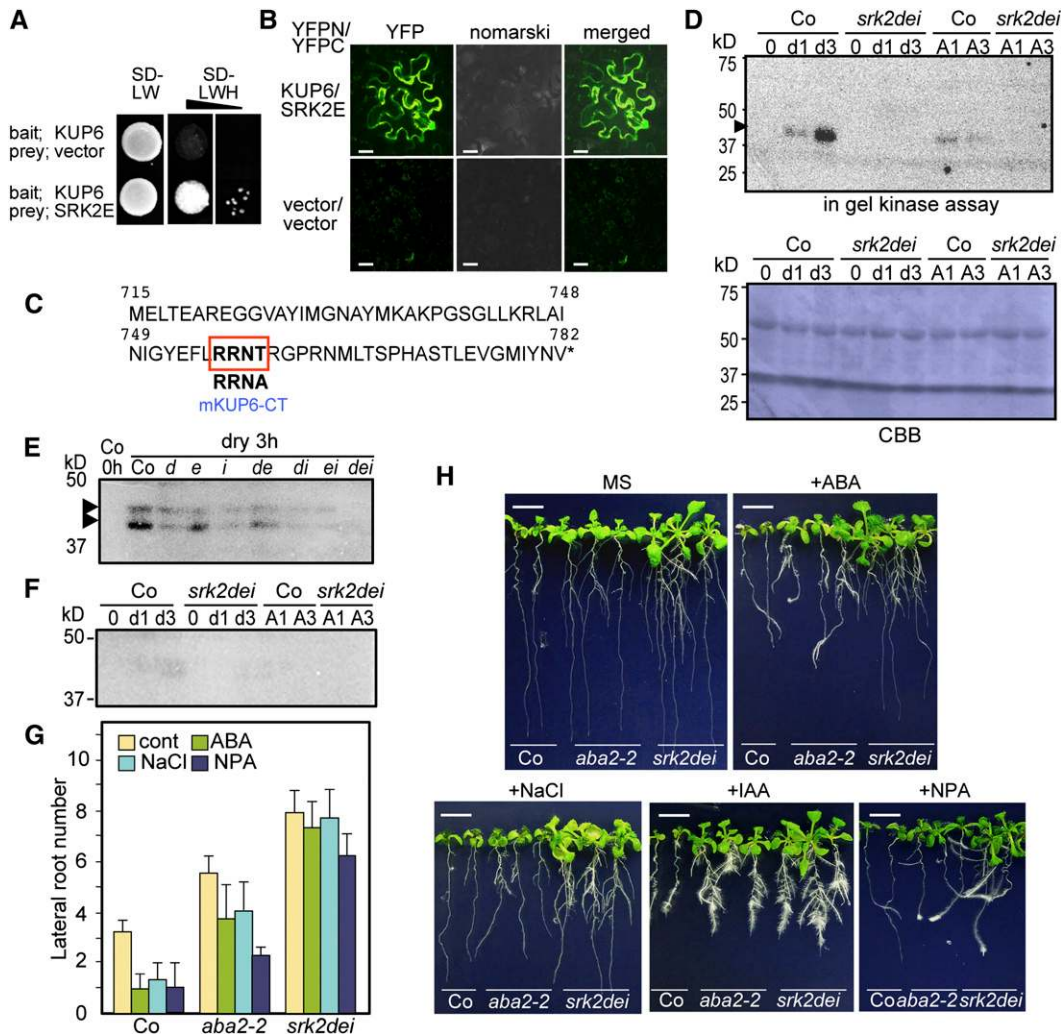 A
SD-
LW
SD-
LWH
bait; KUP6
prey; vector
bait; KUP6
prey; SRK2E
B
YFPN/
YFPC
YFP
nomarski
merged
KUP6/
SRK2E
vector/
vector
C
715
748
MELTEAREGGVAYIMGNAYMKAKPGSGLLKRLAI
749
782
NIGYEFLRRNTRGPRNMLTSPHASTLEVGMIYNV*
RRNA
mKUP6-CT
D
Co srk2dei Co srk2dei
kD 0 d1 d3 0 d1 d3 A1 A3 A1 A3
75
50
37
25
in gel kinase assay
Co srk2dei Co srk2dei
kD 0 d1 d3 0 d1 d3 A1 A3 A1 A3
75
50
37
25
CBB
E
Co
0h
dry 3h
kD Co d e i de di ei dei
50
37
F
Co srk2dei Co srk2dei
kD 0 d1 d3 0 d1 d3 A1 A3 A1 A3
50
37
G
Lateral root number
10
8
6
4
2
0
cont ABA
NaCl NPA
Co aba2-2 srk2dei
H
MS
+ABA
Co aba2-2 srk2dei
Co aba2-2 srk2dei
+NaCl
+IAA
+NPA
Co aba2-2 srk2dei
Co aba2-2 srk2dei
Co aba2-2 srk2dei